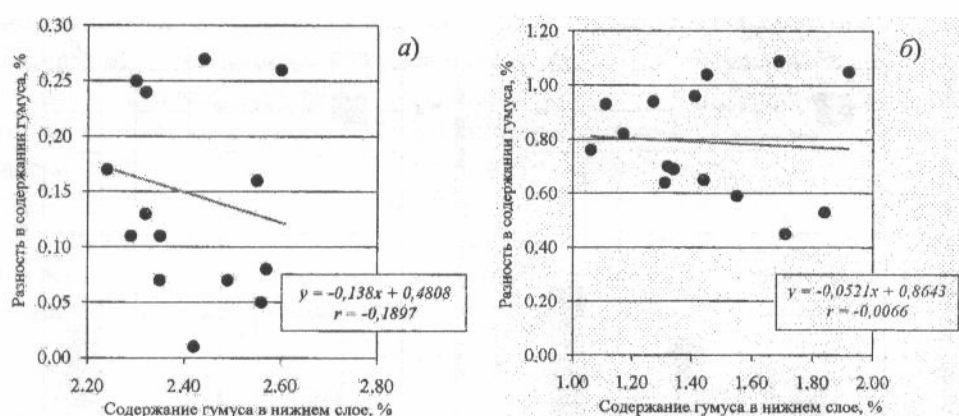 а)
Разность в содержании гумуса, %
0.30
0.25
0.20
0.15
0.10
0.05
0.00
2.20 2.40 2.60 2.80
y = -0,138x + 0,4808
r = -0,1897
Содержание гумуса в нижнем слое, %
б)
Разность в содержании гумуса, %
1.20
1.00
0.80
0.60
0,40
0.20
0.00
1.00 1,20 1.40 1,60 1,80 2.00
y = -0,0521x + 0,8643
r = -0,0066
Содержание гумуса в нижнем слое, %